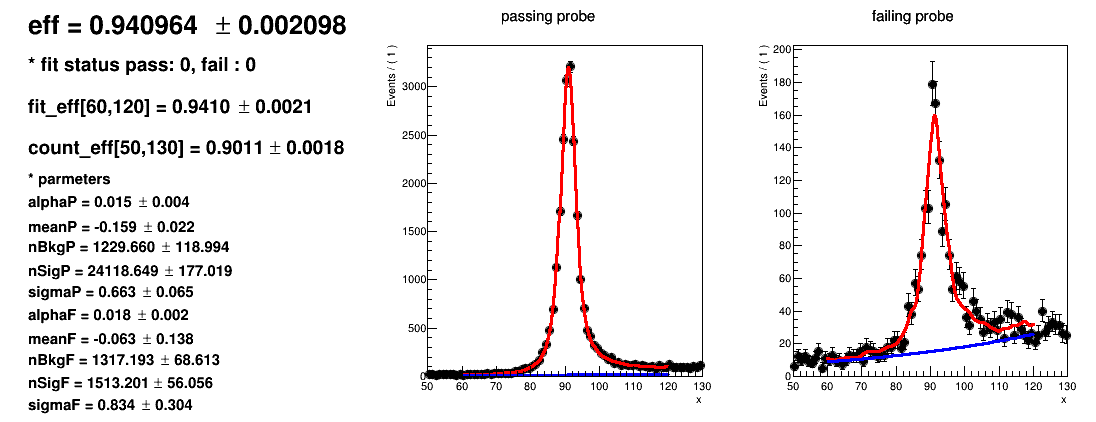 eff = 0.940964 ± 0.002098
* fit status pass: 0, fail : 0
fit_eff[60,120] = 0.9410 ± 0.0021
count_eff[50,130] = 0.9011 ± 0.0018
* parmeters
alphaP = 0.015 ± 0.004
meanP = -0.159 ± 0.022
nBkgP = 1229.660 ± 118.994
nSigP = 24118.649 ± 177.019
sigmaP = 0.663 ± 0.065
alphaF = 0.018 ± 0.002
meanF = -0.063 ± 0.138
nBkgF = 1317.193 ± 68.613
nSigF = 1513.201 ± 56.056
sigmaF = 0.834 ± 0.304
passing probe
Events / ( 1 )
3000
2500
2000
1500
1000
500
0
50 60 70 80 90 100 110 120 130
x
failing probe
Events / ( 1 )
200
180
160
140
120
100
80
60
40
20
0
50 60 70 80 90 100 110 120 130
x